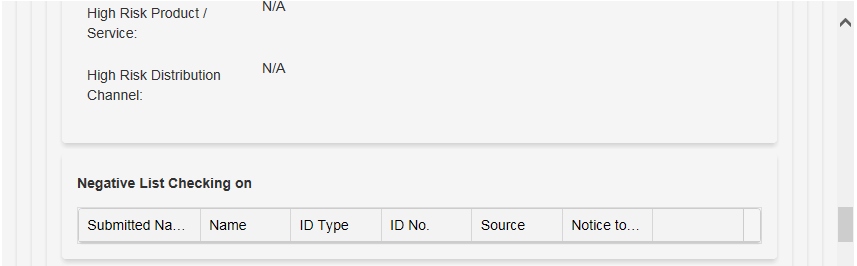 High Risk Product / N/A
Service:
High Risk Distribution N/A
Channel:
Negative List Checking on
Submitted Na... Name ID Type ID No. Source Notice to...